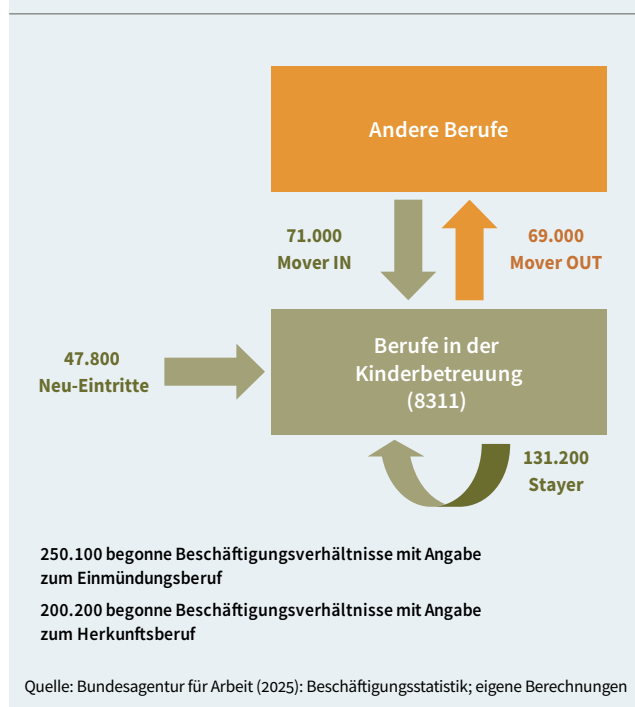 Andere Berufe
71.000
Mover IN
69.000
Mover OUT
47.800
Neu-Eintritte
Berufe in der
Kinderbetreuung
(8311)
131.200
Stayer
250.100 begonne Beschäftigungsverhältnisse mit Angabe
zum Einmündungsberuf
200.200 begonne Beschäftigungsverhältnisse mit Angabe
zum Herkunftsberuf
Quelle: Bundesagentur für Arbeit (2025): Beschäftigungsstatistik; eigene Berechnungen